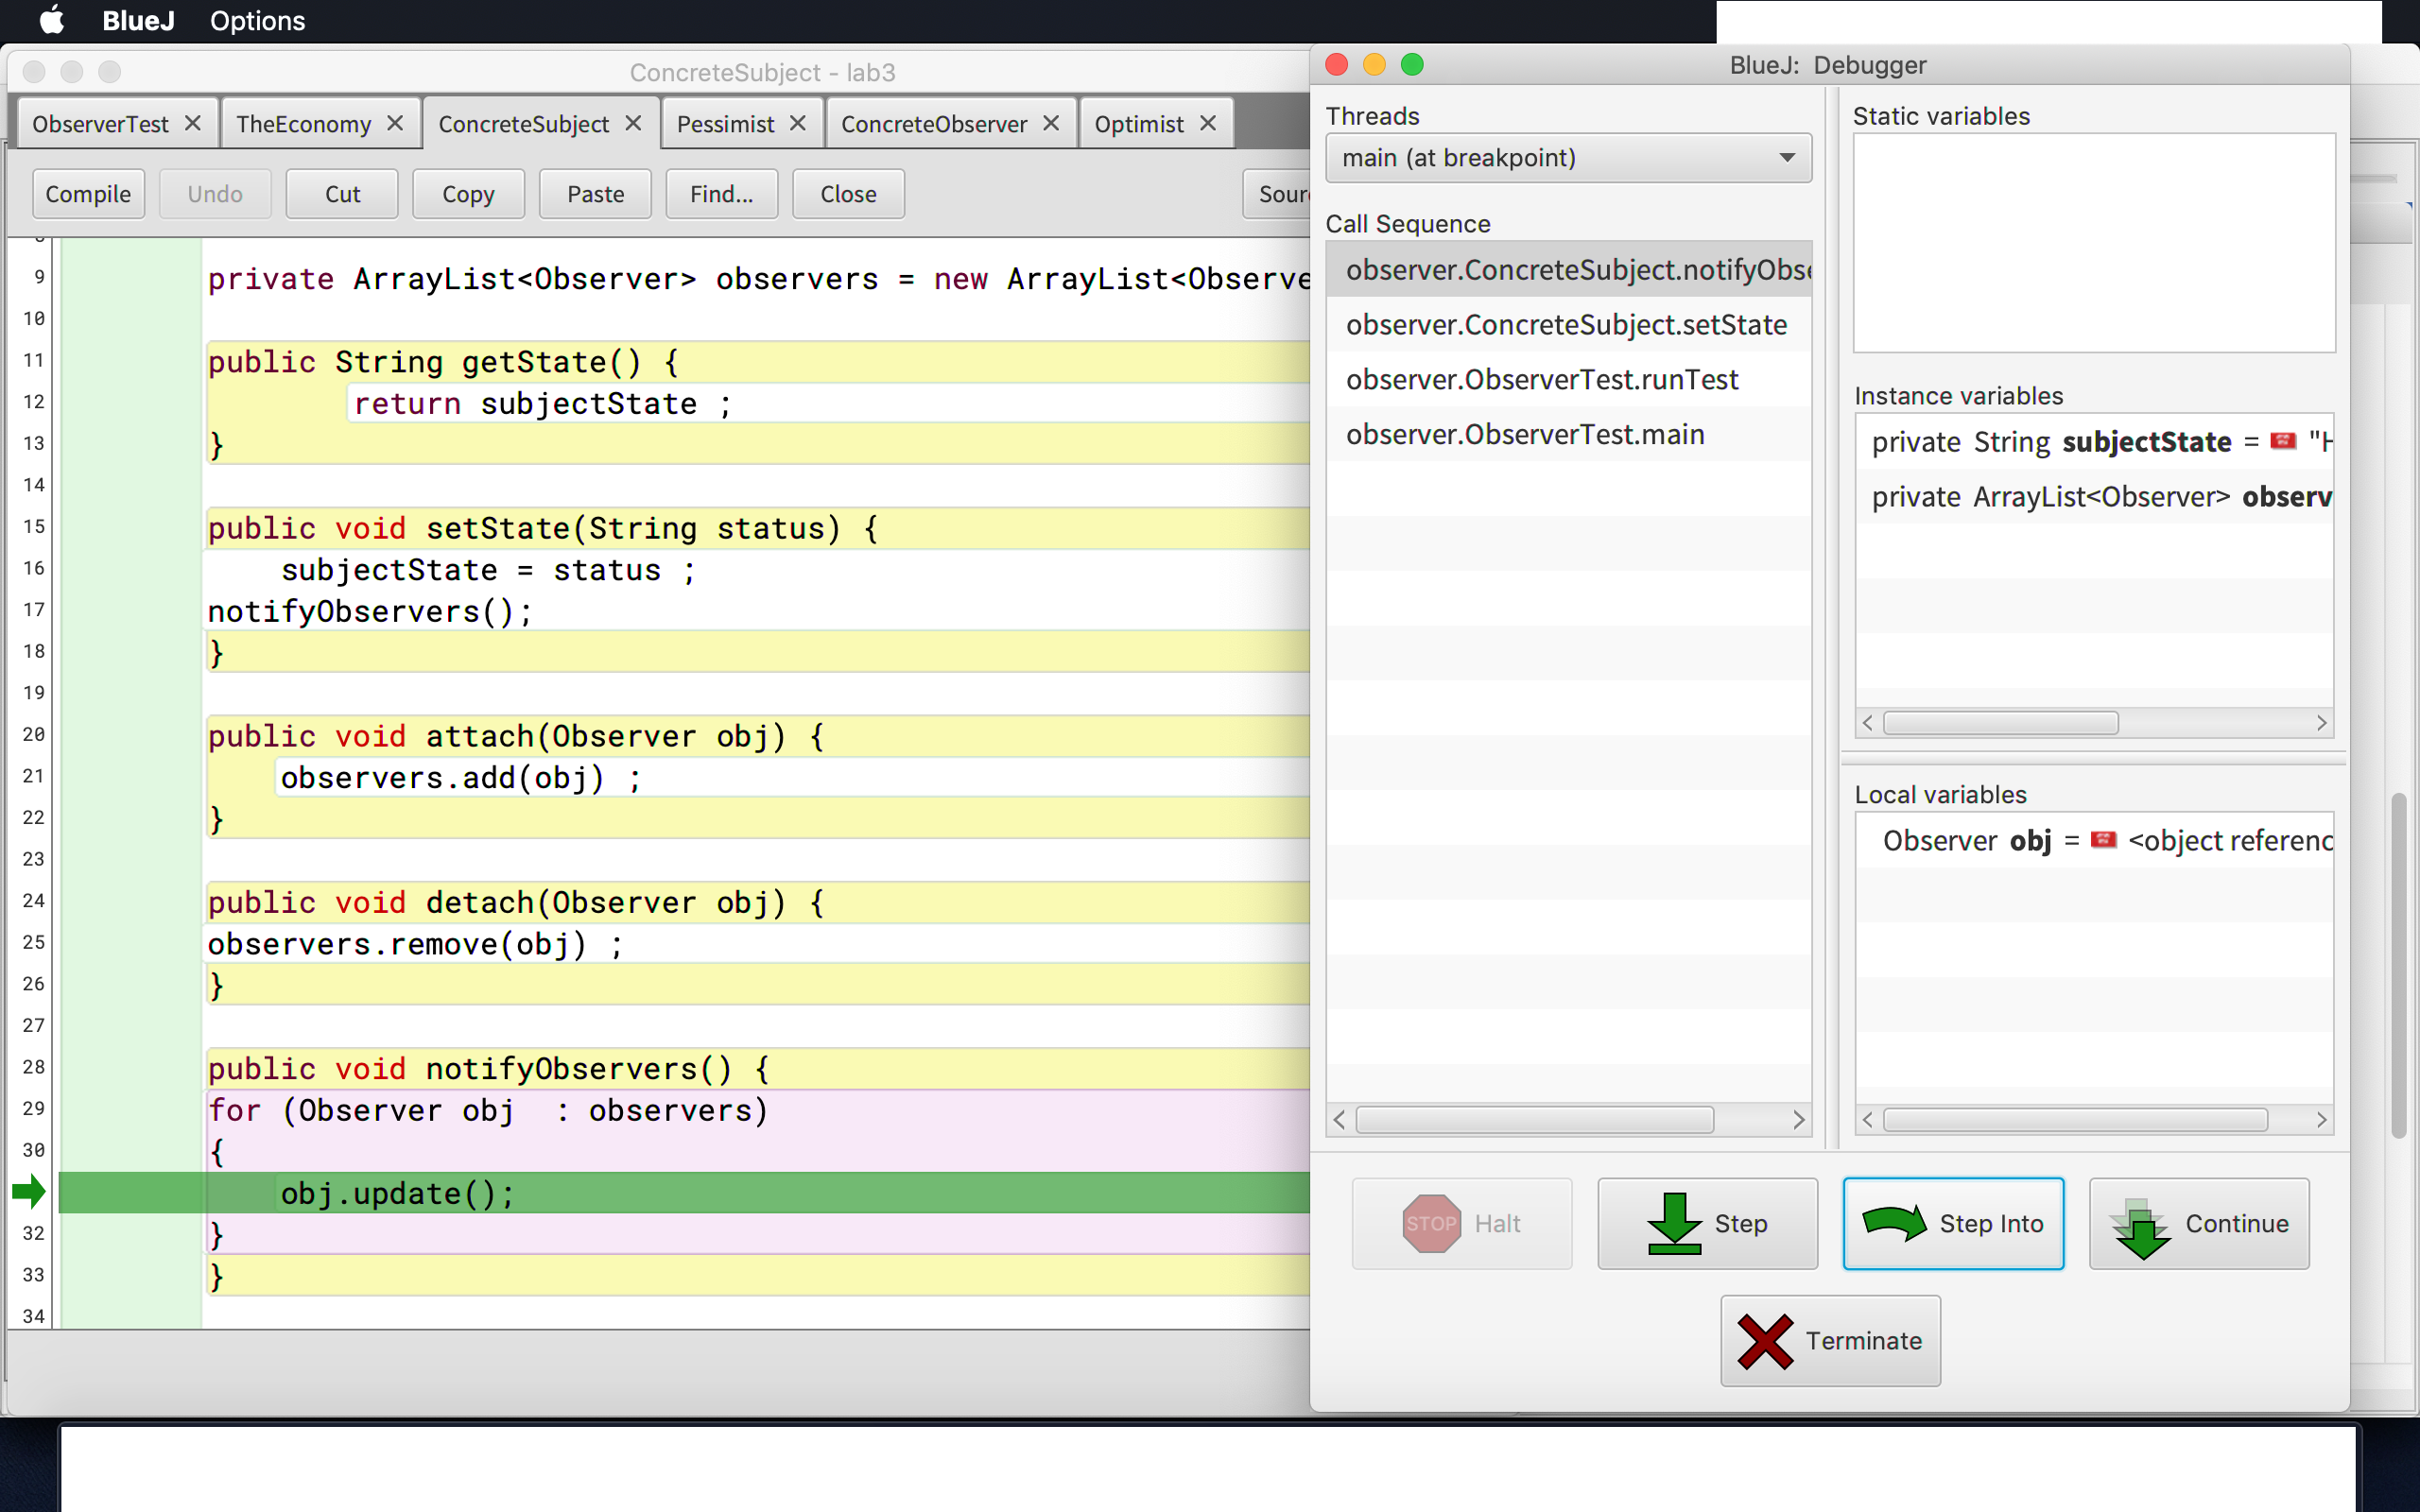 BlueJ Options
ConcreteSubject - lab3
ObserverTest TheEconomy ConcreteSubject Pessimist ConcreteObserver Optimist
Compile Undo Cut Copy Paste Find... Close Sour
9 private ArrayList<Observer> observers = new ArrayList<Observe
10
11 public String getState() {
12 return subjectState ;
13 }
14
15 public void setState(String status) {
16 subjectState = status ;
17 notifyObservers();
18 }
19
20 public void attach(Observer obj) {
21 observers.add(obj) ;
22 }
23
24 public void detach(Observer obj) {
25 observers.remove(obj) ;
26 }
27
28 public void notifyObservers() {
29 for (Observer obj : observers)
30 {
obj.update();
32 }
33 }
34
BlueJ: Debugger
Threads
main (at breakpoint)
Call Sequence
observer.ConcreteSubject.notifyObse
observer.ConcreteSubject.setState
observer.ObserverTest.runTest
observer.ObserverTest.main
Static variables
Instance variables
private String subjectState = "H
private ArrayList<Observer> observ
Local variables
Observer obj = <object referenc
STOP Halt
Step
Step Into
Continue
Terminate